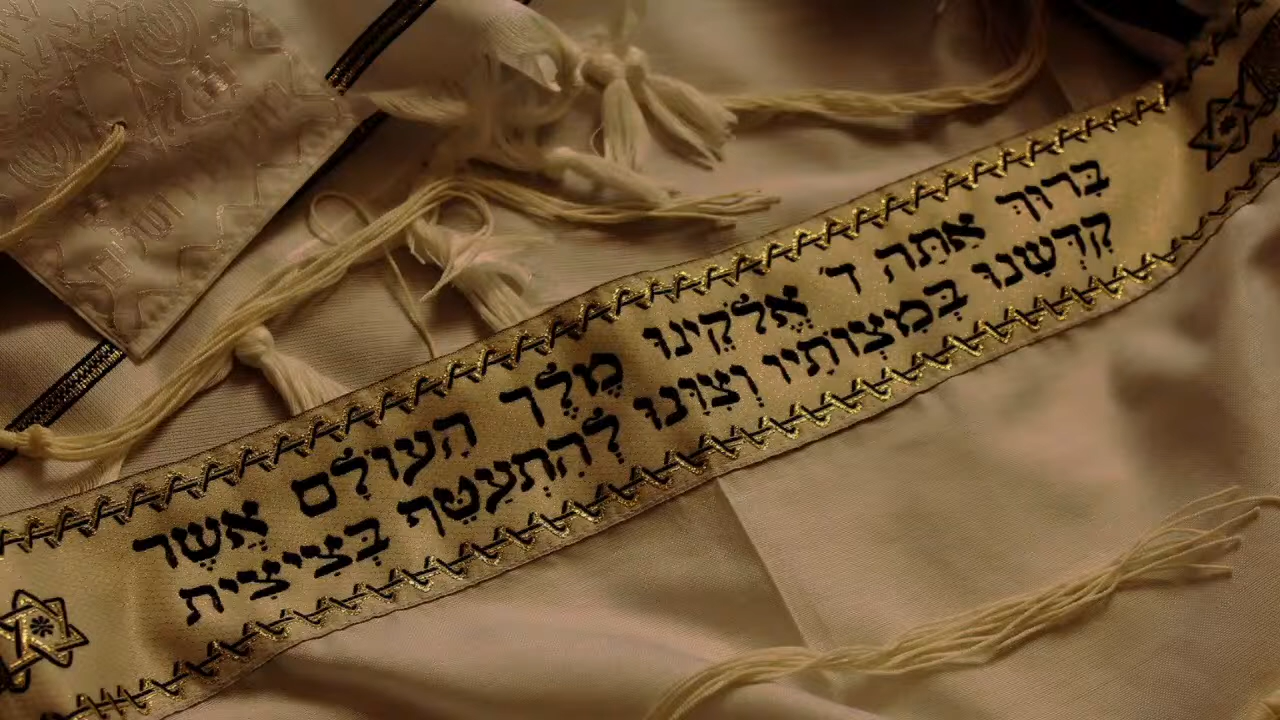 בָּרוּךְ אַתָּה ד׳ אֱלֹקֵינוּ מֶלֶךְ הָעוֹלָם אֲשֶׁר
קִדְּשָׁנוּ בְּמִצְוֹתָיו וְצִוָּנוּ לְהִתְעַטֵּף בְּצִיצִית